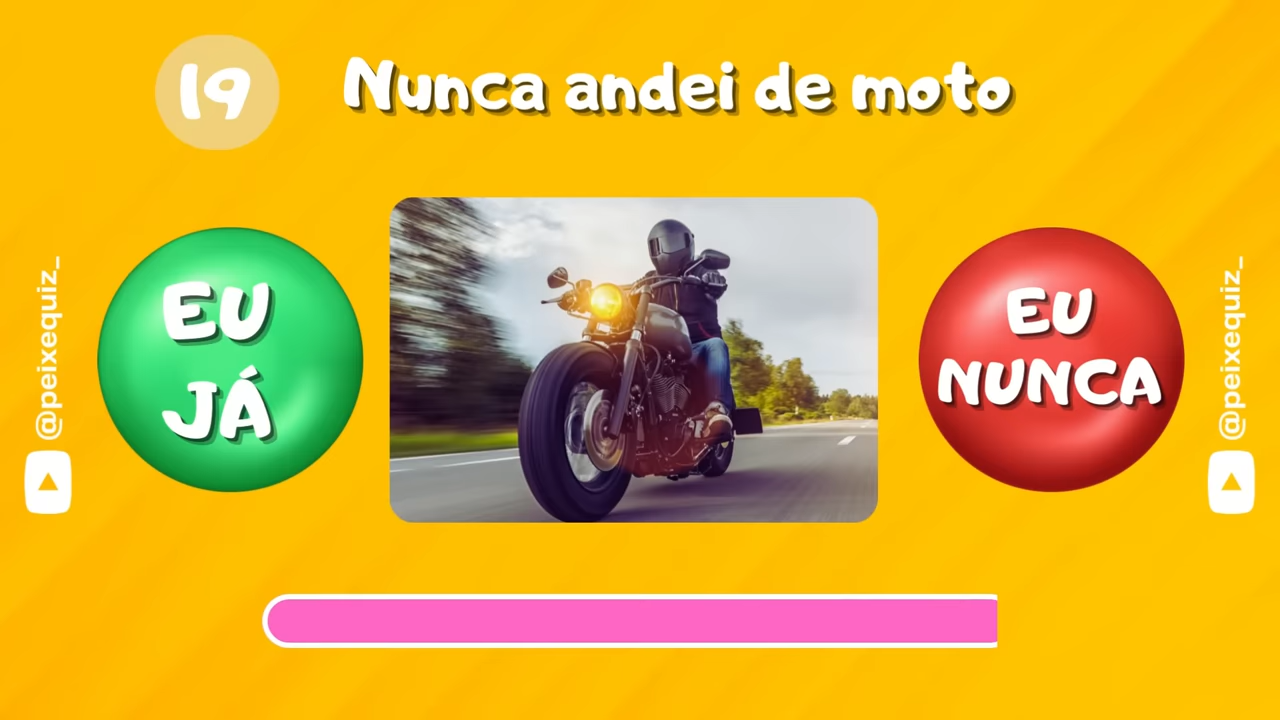 19
Nunca andei de moto
EU
JÁ
EU
NUNCA
@peixequiz_
@peixequiz_